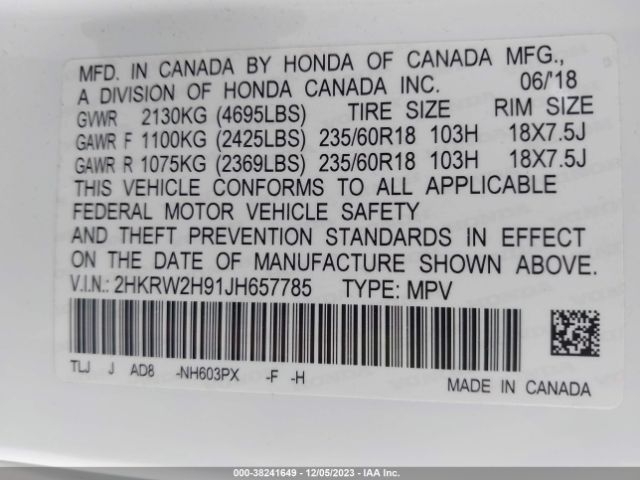 MFD. IN CANADA BY HONDA OF CANADA MFG.,
A DIVISION OF HONDA CANADA INC. 06/'18
GVWR 2130KG (4695LBS) TIRE SIZE RIM SIZE
GAWR F 1100KG (2425LBS) 235/60R18 103H 18X7.5J
GAWR R 1075KG (2369LBS) 235/60R18 103H 18X7.5J
THIS VEHICLE CONFORMS TO ALL APPLICABLE
FEDERAL MOTOR VEHICLE SAFETY
AND THEFT PREVENTION STANDARDS IN EFFECT
ON THE DATE OF MANUFACTURE SHOWN ABOVE.
V.I.N.: 2HKRW2H91JH657785 TYPE: MPV
TLJ J AD8 -NH603PX -F -H
MADE IN CANADA
000-38241649 - 12/05/2023 - IAA Inc.